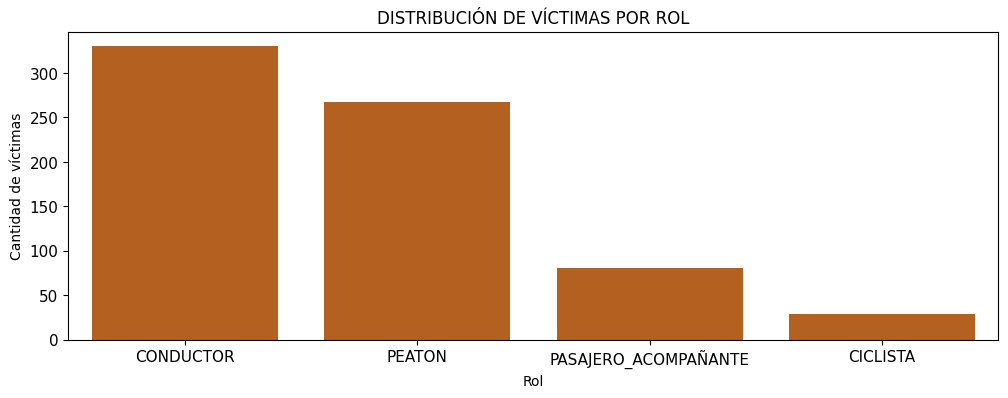 DISTRIBUCIÓN DE VÍCTIMAS POR ROL
Cantidad de víctimas
300
250
200
150
100
50
0
CONDUCTOR PEATON PASAJERO_ACOMPAÑANTE CICLISTA
Rol